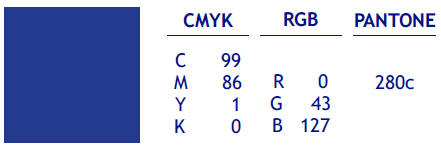 CMYK RGB PANTONE
C 99
M 86 R 0 280c
Y 1 G 43
K 0 B 127